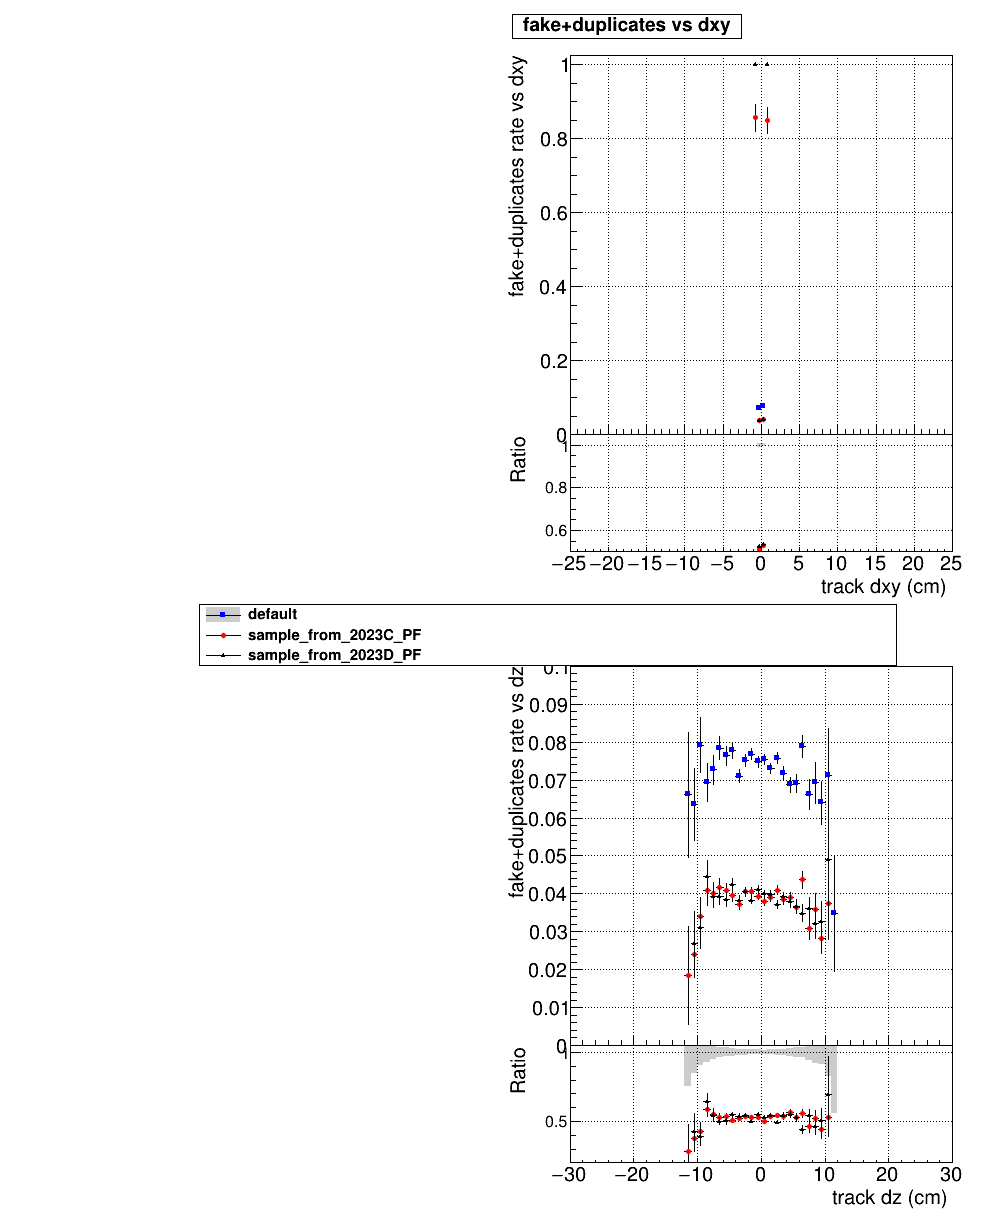 fake+duplicates vs dxy
fake+duplicates rate vs dxy
1
0.8
0.6
0.4
0.2
0
Ratio
1
0.8
0.6
−25 −20 −15 −10 −5 0 5 10 15 20 25
track dxy (cm)
default
sample_from_2023C_PF
sample_from_2023D_PF
fake+duplicates rate vs dz
0.1
0.09
0.08
0.07
0.06
0.05
0.04
0.03
0.02
0.01
0
Ratio
1
0.5
−30 −20 −10 0 10 20 30
track dz (cm)